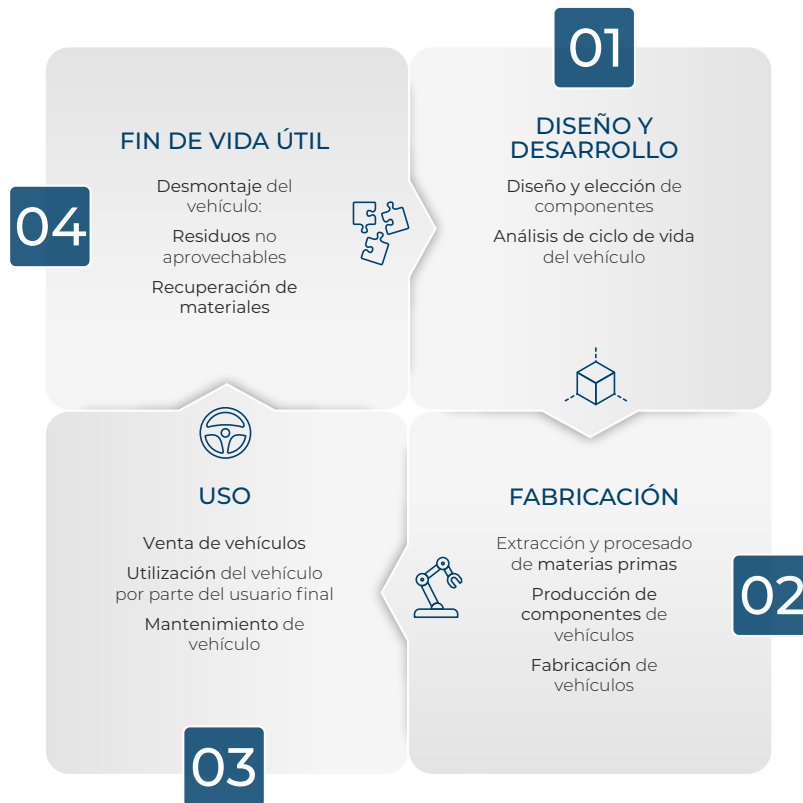 01
DISEÑO Y
DESARROLLO
Diseño y elección de
componentes
Análisis de ciclo de vida
del vehículo
02
FABRICACIÓN
Extracción y procesado
de materias primas
Producción de
componentes de
vehículos
Fabricación de
vehículos
03
USO
Venta de vehículos
Utilización del vehículo
por parte del usuario final
Mantenimiento de
vehículo
04
FIN DE VIDA ÚTIL
Desmontaje del
vehículo:
Residuos no
aprovechables
Recuperación de
materiales